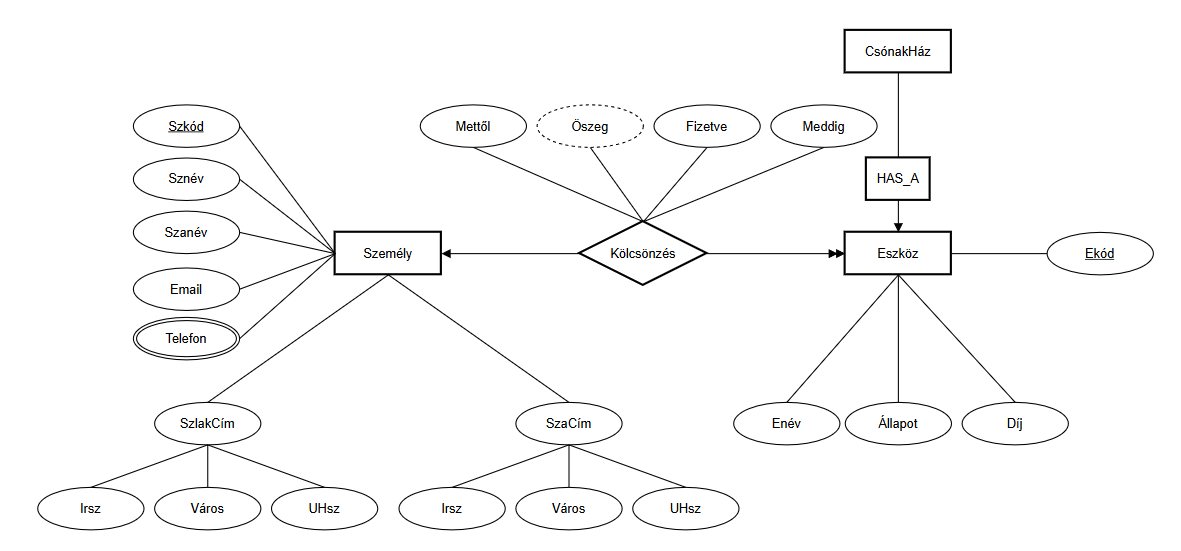 CsónakHáz
Szkód
Mettől
Öszeg
Fizetve
Meddig
Sznév
HAS_A
Szanév
Személy
Kölcsönzés
Eszköz
Ekód
Email
Telefon
SzlakCím
SzaCím
Enév
Állapot
Díj
Irsz
Város
UHsz
Irsz
Város
UHsz